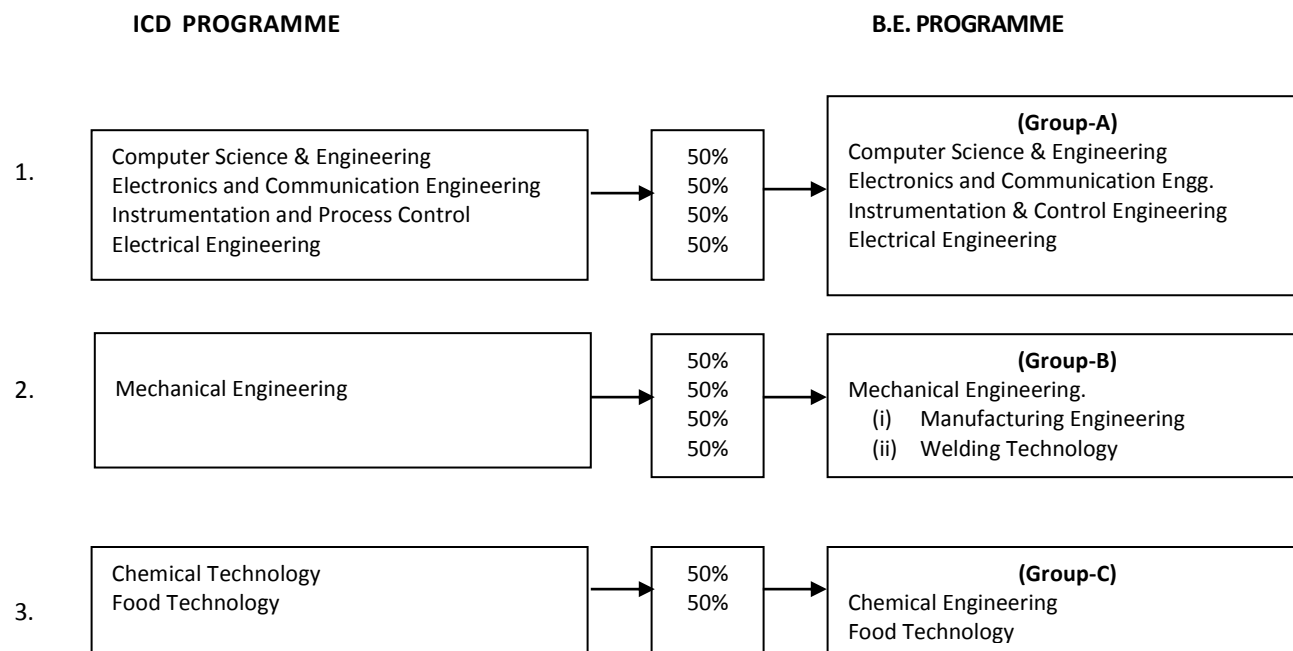 ICD PROGRAMME
B.E. PROGRAMME
1.
Computer Science & Engineering
Electronics and Communication Engineering
Instrumentation and Process Control
Electrical Engineering
50%
50%
50%
50%
(Group-A)
Computer Science & Engineering
Electronics and Communication Engg.
Instrumentation & Control Engineering
Electrical Engineering
2.
Mechanical Engineering
50%
50%
50%
50%
(Group-B)
Mechanical Engineering.
(i) Manufacturing Engineering
(ii) Welding Technology
3.
Chemical Technology
Food Technology
50%
50%
(Group-C)
Chemical Engineering
Food Technology